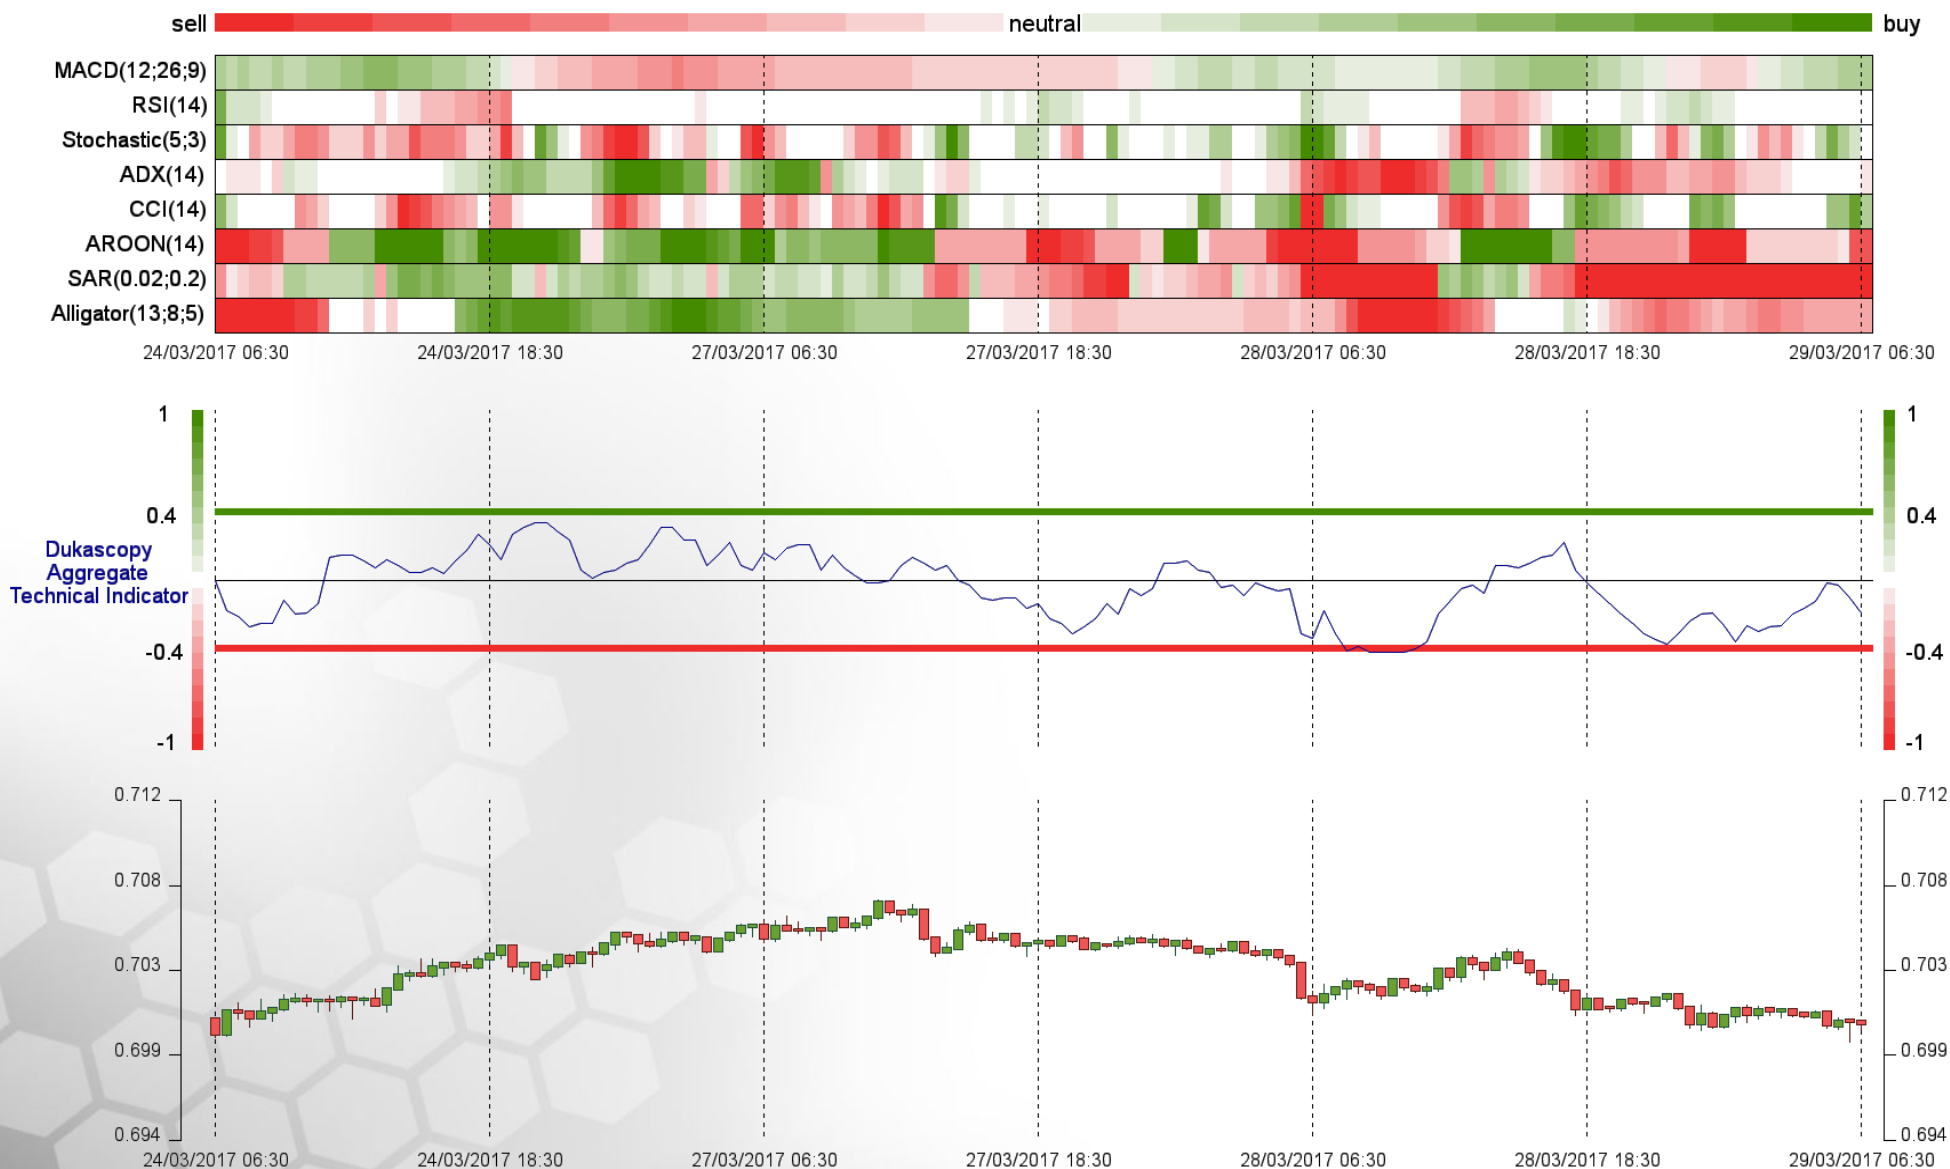 sell neutral buy
MACD(12;26;9)
RSI(14)
Stochastic(5;3)
ADX(14)
CCI(14)
AROON(14)
SAR(0.02;0.2)
Alligator(13;8;5)
24/03/2017 06:30 24/03/2017 18:30 27/03/2017 06:30 27/03/2017 18:30 28/03/2017 06:30 28/03/2017 18:30 29/03/2017 06:30
1 1
0.4 0.4
Dukascopy
Aggregate
Technical Indicator
-0.4 -0.4
-1 -1
0.712 0.712
0.708 0.708
0.703 0.703
0.699 0.699
0.694 0.694
24/03/2017 06:30 24/03/2017 18:30 27/03/2017 06:30 27/03/2017 18:30 28/03/2017 06:30 28/03/2017 18:30 29/03/2017 06:30